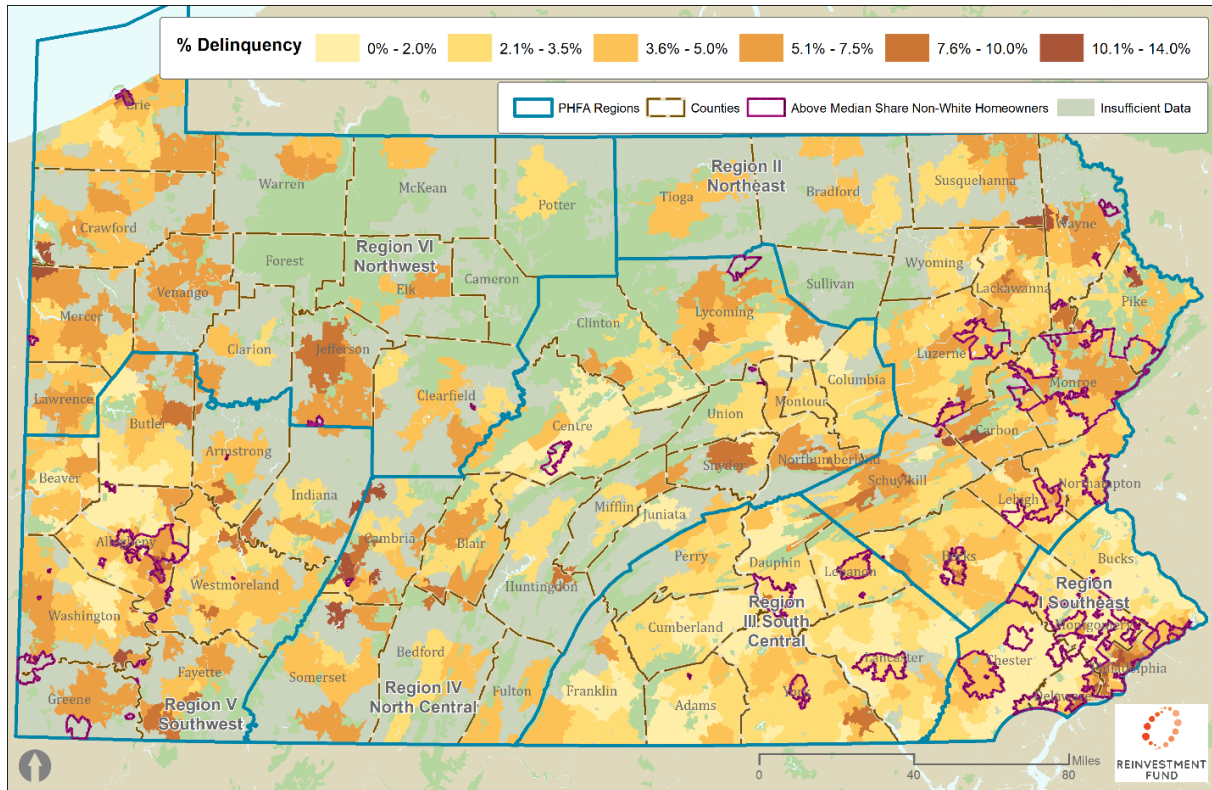 % Delinquency 0% - 2.0% 2.1% - 3.5% 3.6% - 5.0% 5.1% - 7.5% 7.6% - 10.0% 10.1% - 14.0%
PHFA Regions Counties Above Median Share Non-White Homeowners Insufficient Data
Erie
Warren
McKean
Potter
Crawford
Forest
Region VI
Northwest
Elk
Cameron
Venango
Mercer
Clarion
Jefferson
Clearfield
Lawrence
Region II
Northeast
Tioga
Bradford
Susquehanna
Wayne
Wyoming
Lackawanna
Pike
Sullivan
Clinton
Lycoming
Luzerne
Monroe
Columbia
Montour
Union
Centre
Carbon
Snyder
Northumberland
Schuylkill
Northampton
Lehigh
Butler
Armstrong
Beaver
Indiana
Allegheny
Westmoreland
Washington
Fayette
Greene
Region V
Southwest
Cambria
Blair
Mifflin
Juniata
Huntingdon
Somerset
Bedford
Region IV
North Central
Fulton
Perry
Dauphin
Lebanon
Berks
Bucks
Region
I Southeast
Montgomery
Region
III South
Central
Cumberland
Lancaster
Chester
Philadelphia
Delaware
Franklin
Adams
York
Miles
0 40 80
REINVESTMENT
FUND